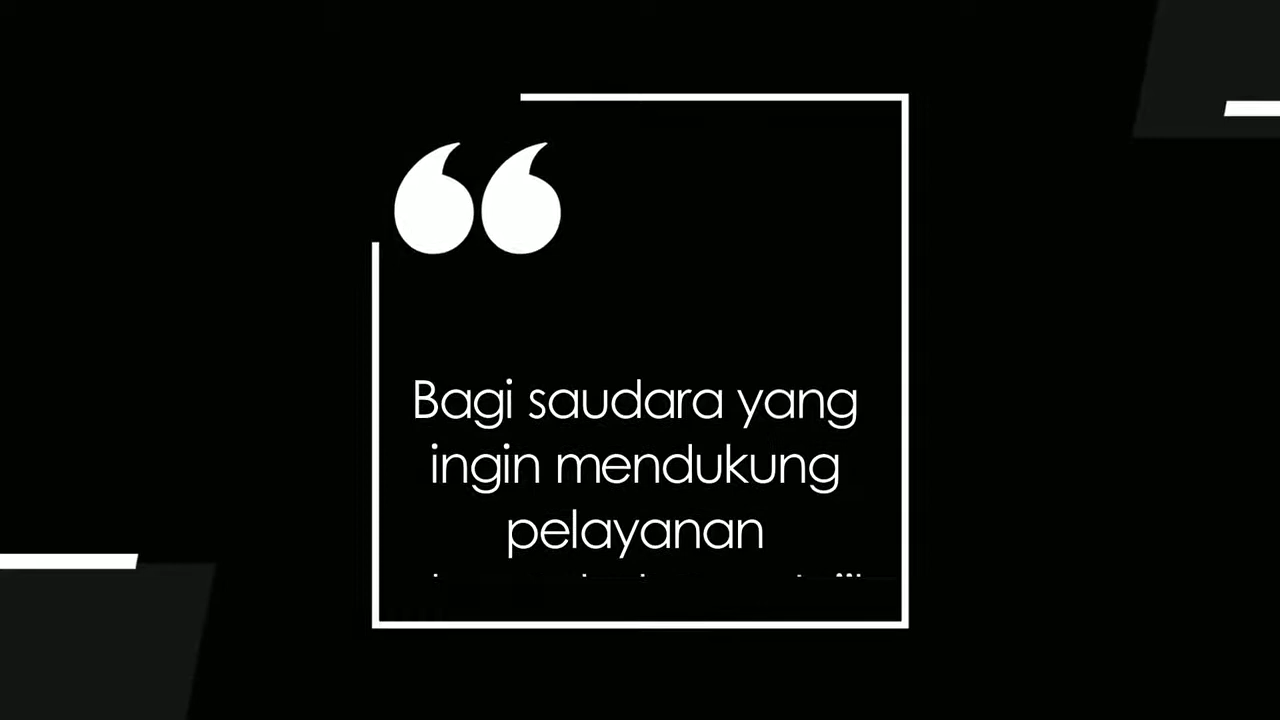 “
Bagi saudara yang
ingin mendukung
pelayanan